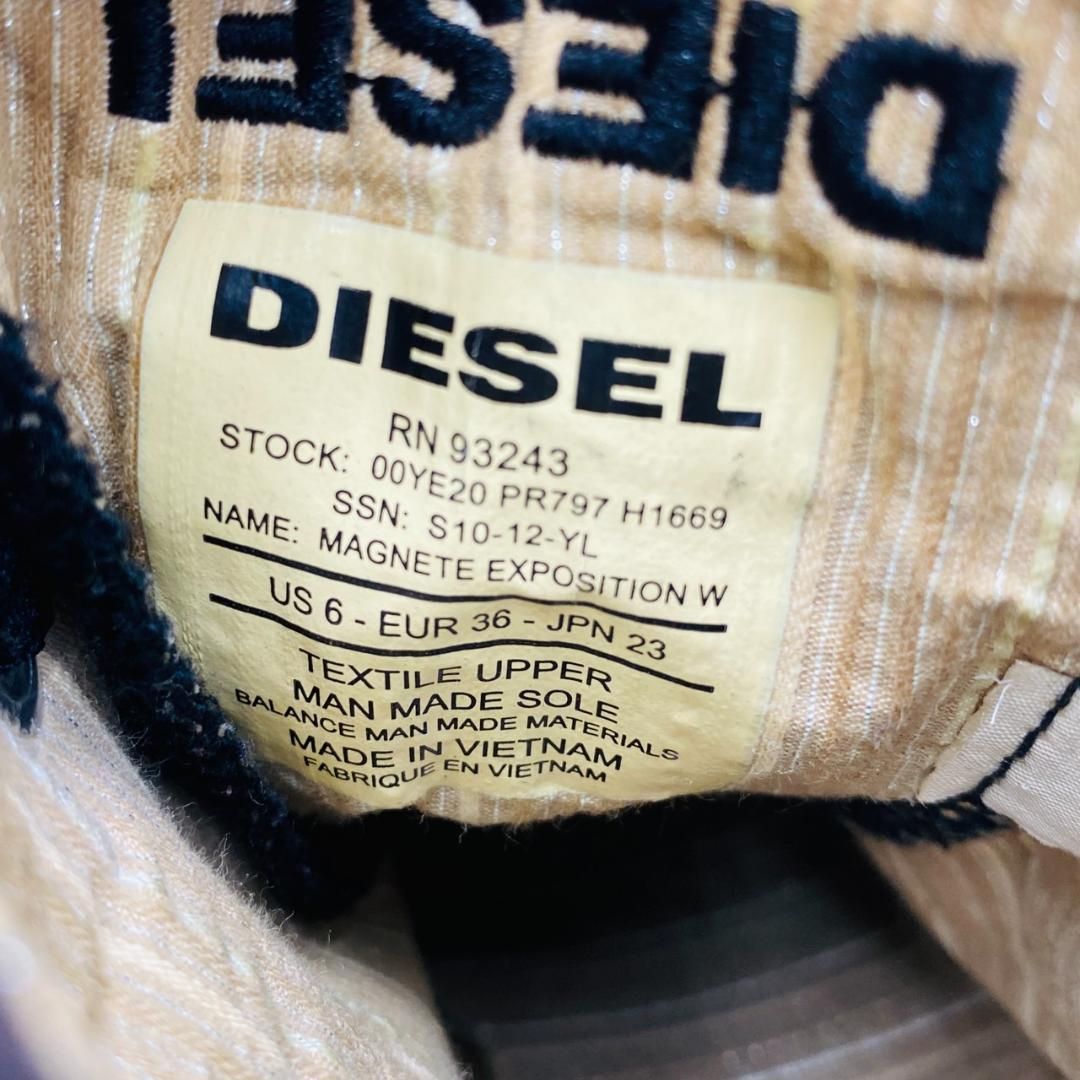 DIESEL
DIESEL
RN 93243
STOCK: 00YE20 PR797 H1669
SSN: S10-12-YL
NAME: MAGNETE EXPOSITION W
US 6 - EUR 36 - JPN 23
TEXTILE UPPER
MAN MADE SOLE
BALANCE MAN MADE MATERIALS
MADE IN VIETNAM
FABRIQUE EN VIETNAM